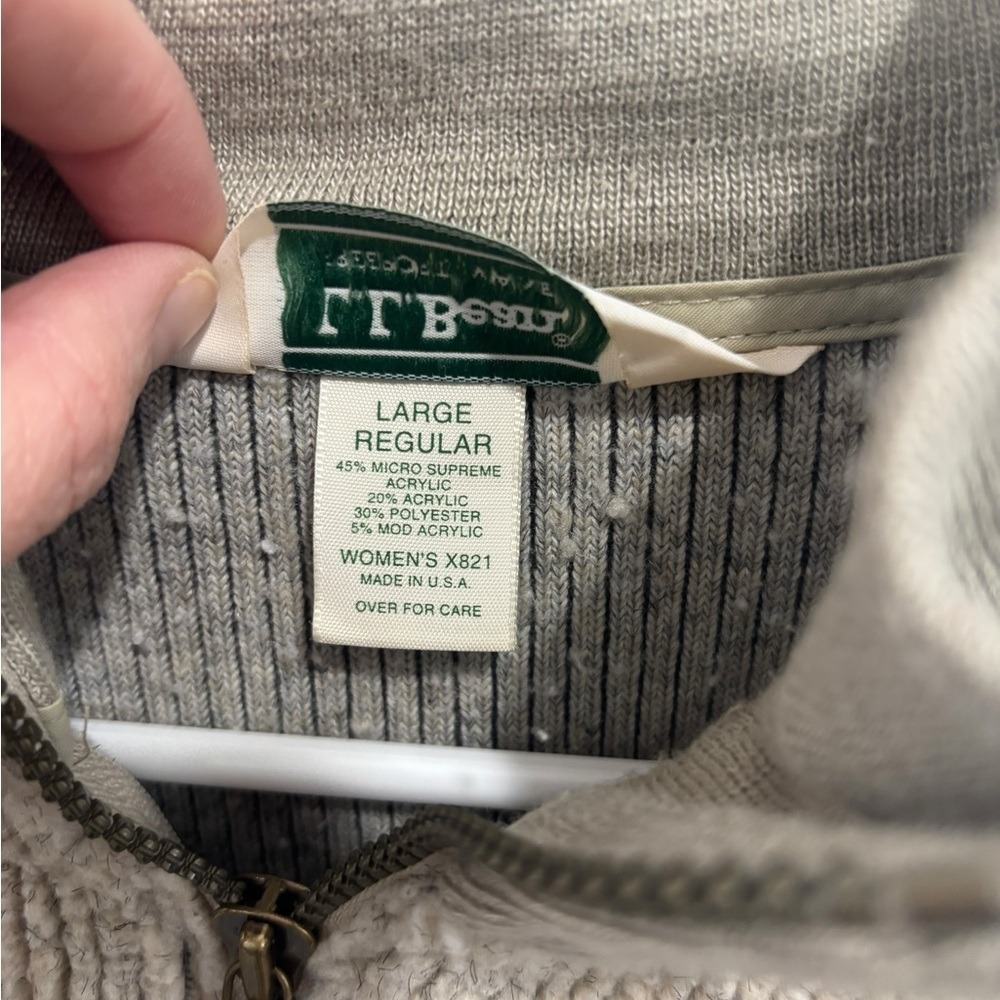 L.L.Bean®
LARGE
REGULAR
45% MICRO SUPREME
ACRYLIC
20% ACRYLIC
30% POLYESTER
5% MOD ACRYLIC
WOMEN'S X821
MADE IN U.S.A.
OVER FOR CARE